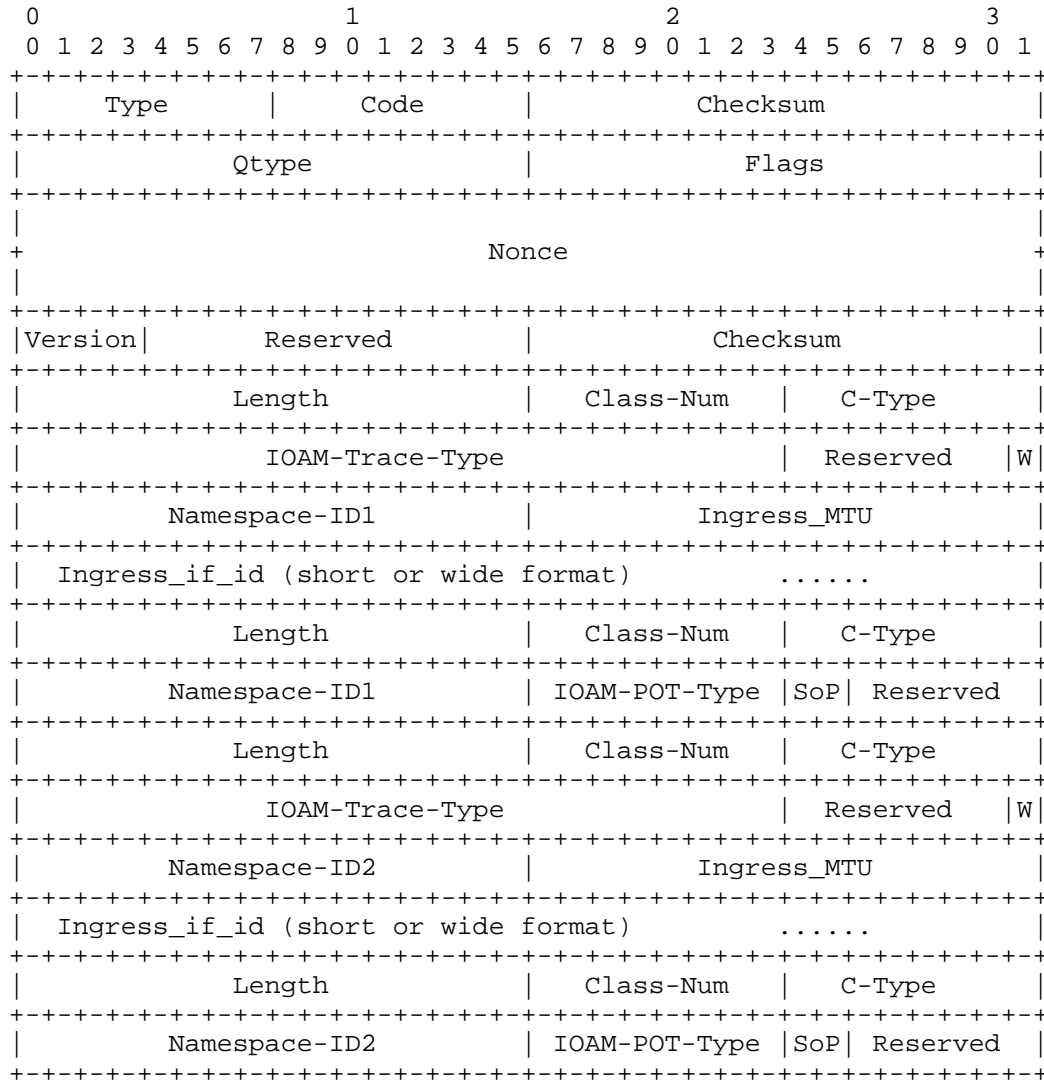 0                   1                   2                   3
 0 1 2 3 4 5 6 7 8 9 0 1 2 3 4 5 6 7 8 9 0 1 2 3 4 5 6 7 8 9 0 1
+-+-+-+-+-+-+-+-+-+-+-+-+-+-+-+-+-+-+-+-+-+-+-+-+-+-+-+-+-+-+-+-+
|     Type      |     Code      |          Checksum             |
+-+-+-+-+-+-+-+-+-+-+-+-+-+-+-+-+-+-+-+-+-+-+-+-+-+-+-+-+-+-+-+-+
|             Qtype             |             Flags             |
+-+-+-+-+-+-+-+-+-+-+-+-+-+-+-+-+-+-+-+-+-+-+-+-+-+-+-+-+-+-+-+-+
|                                                               |
+                             Nonce                             +
|                                                               |
+-+-+-+-+-+-+-+-+-+-+-+-+-+-+-+-+-+-+-+-+-+-+-+-+-+-+-+-+-+-+-+-+
|Version|       Reserved        |           Checksum            |
+-+-+-+-+-+-+-+-+-+-+-+-+-+-+-+-+-+-+-+-+-+-+-+-+-+-+-+-+-+-+-+-+
|             Length            |   Class-Num   |   C-Type      |
+-+-+-+-+-+-+-+-+-+-+-+-+-+-+-+-+-+-+-+-+-+-+-+-+-+-+-+-+-+-+-+-+
|               IOAM-Trace-Type                 |  Reserved   |W|
+-+-+-+-+-+-+-+-+-+-+-+-+-+-+-+-+-+-+-+-+-+-+-+-+-+-+-+-+-+-+-+-+
|         Namespace-ID1         |          Ingress_MTU          |
+-+-+-+-+-+-+-+-+-+-+-+-+-+-+-+-+-+-+-+-+-+-+-+-+-+-+-+-+-+-+-+-+
|  Ingress_if_id (short or wide format)         ......          |
+-+-+-+-+-+-+-+-+-+-+-+-+-+-+-+-+-+-+-+-+-+-+-+-+-+-+-+-+-+-+-+-+
|             Length            |   Class-Num   |   C-Type      |
+-+-+-+-+-+-+-+-+-+-+-+-+-+-+-+-+-+-+-+-+-+-+-+-+-+-+-+-+-+-+-+-+
|         Namespace-ID1         | IOAM-POT-Type |SoP| Reserved  |
+-+-+-+-+-+-+-+-+-+-+-+-+-+-+-+-+-+-+-+-+-+-+-+-+-+-+-+-+-+-+-+-+
|             Length            |   Class-Num   |   C-Type      |
+-+-+-+-+-+-+-+-+-+-+-+-+-+-+-+-+-+-+-+-+-+-+-+-+-+-+-+-+-+-+-+-+
|               IOAM-Trace-Type                 |  Reserved   |W|
+-+-+-+-+-+-+-+-+-+-+-+-+-+-+-+-+-+-+-+-+-+-+-+-+-+-+-+-+-+-+-+-+
|         Namespace-ID2         |          Ingress_MTU          |
+-+-+-+-+-+-+-+-+-+-+-+-+-+-+-+-+-+-+-+-+-+-+-+-+-+-+-+-+-+-+-+-+
|  Ingress_if_id (short or wide format)         ......          |
+-+-+-+-+-+-+-+-+-+-+-+-+-+-+-+-+-+-+-+-+-+-+-+-+-+-+-+-+-+-+-+-+
|             Length            |   Class-Num   |   C-Type      |
+-+-+-+-+-+-+-+-+-+-+-+-+-+-+-+-+-+-+-+-+-+-+-+-+-+-+-+-+-+-+-+-+
|         Namespace-ID2         | IOAM-POT-Type |SoP| Reserved  |
+-+-+-+-+-+-+-+-+-+-+-+-+-+-+-+-+-+-+-+-+-+-+-+-+-+-+-+-+-+-+-+-+